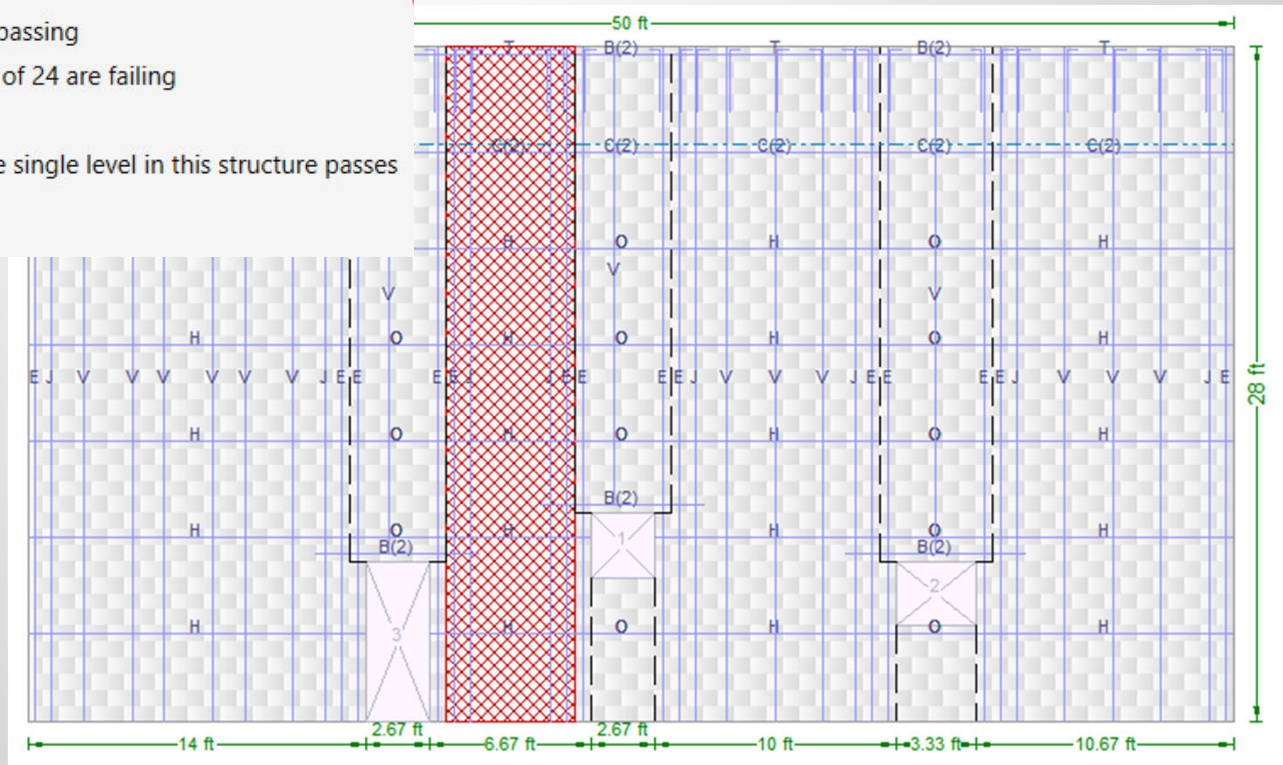 passing
of 24 are failing
e single level in this structure passes
50 ft
T B(2) T B(2) T
C(2) C(2) C(2) C(2) C(2)
H O H O H
V V V
H O H O H O H
E J V V V V V V J E E E E J J E E E E J V V V J E E E E J V V V J E
28 ft
H O H H O H
B(2)
H O H H O H
B(2) 1 B(2)
2
H 3 H O H O H
2.67 ft 2.67 ft
14 ft 6.67 ft 10 ft 3.33 ft 10.67 ft